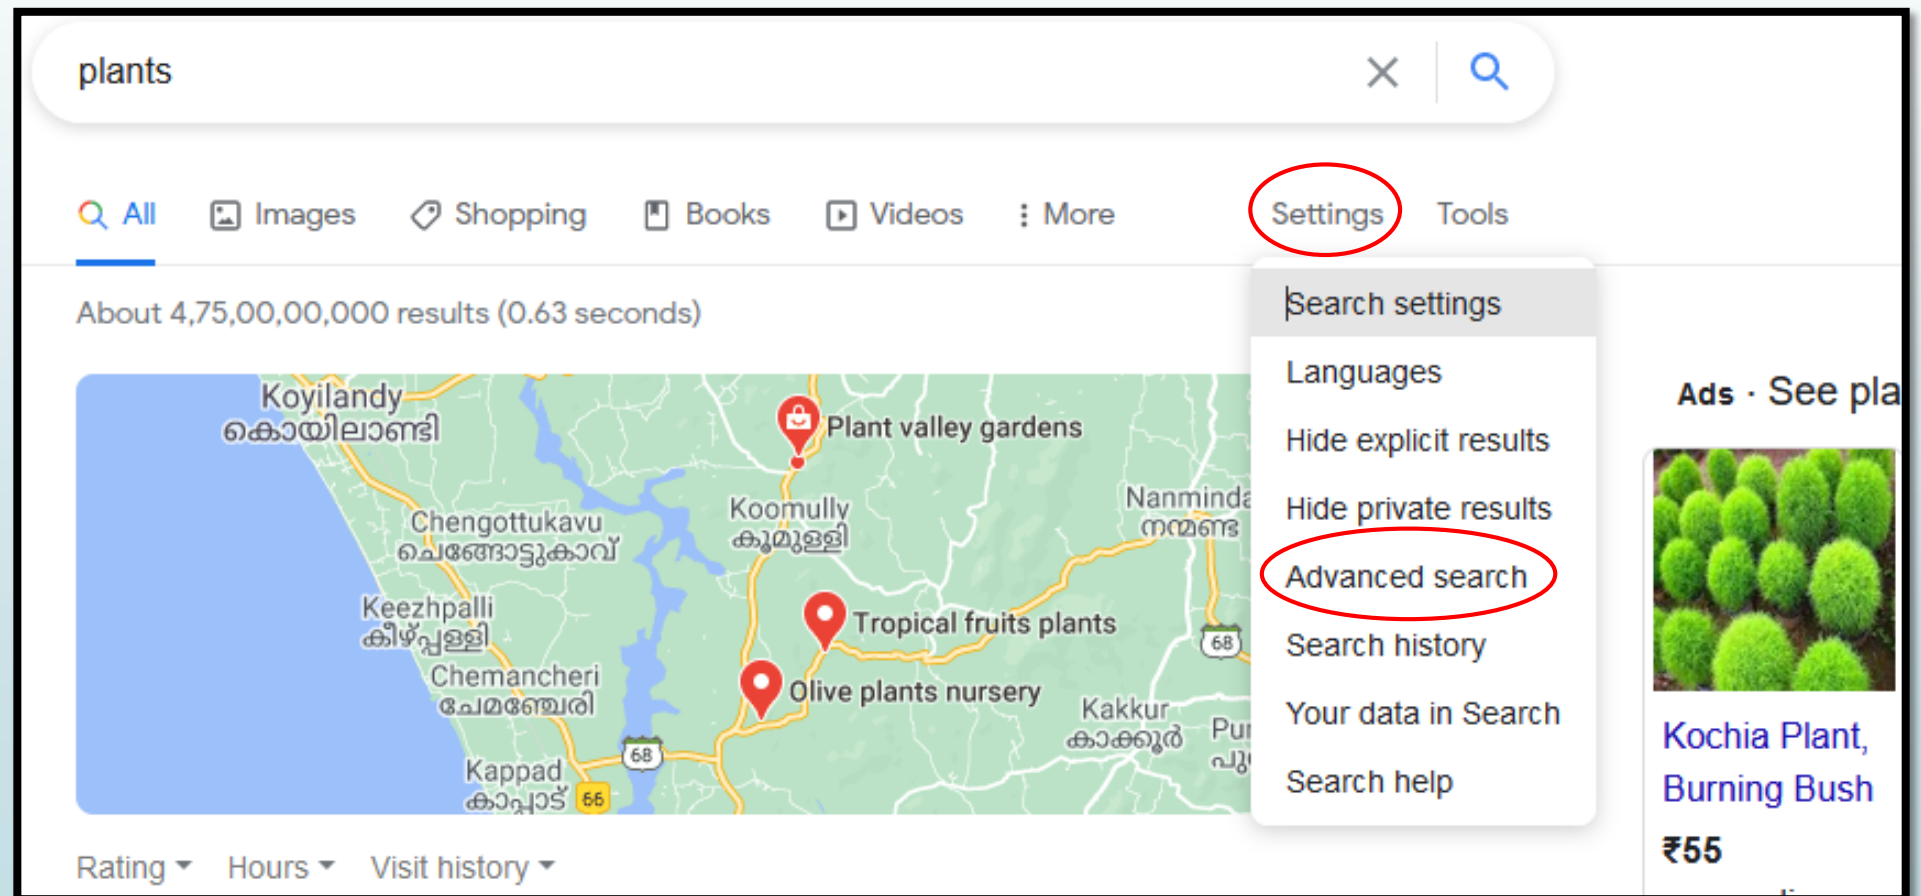 plants
All Images Shopping Books Videos More Settings Tools
About 4,75,00,00,000 results (0.63 seconds)
Search settings
Languages
Hide explicit results
Hide private results
Advanced search
Search history
Your data in Search
Search help
Koyilandy
കൊയിലാണ്ടി
Plant valley gardens
Koomully
കൂമുള്ളി
Chengottukavu
ചെങ്ങോട്ടുകാവ്
നന്മണ്ട
Keezhpalli
കീഴ്പ്പള്ളി
Tropical fruits plants
68
Chemancheri
ചേമഞ്ചേരി
Olive plants nursery
Kakkur
കാക്കൂർ
68
Kappad
കാപ്പാട്
66
Ads · See
Kochia Plant,
Burning Bush
₹55
Rating Hours Visit history